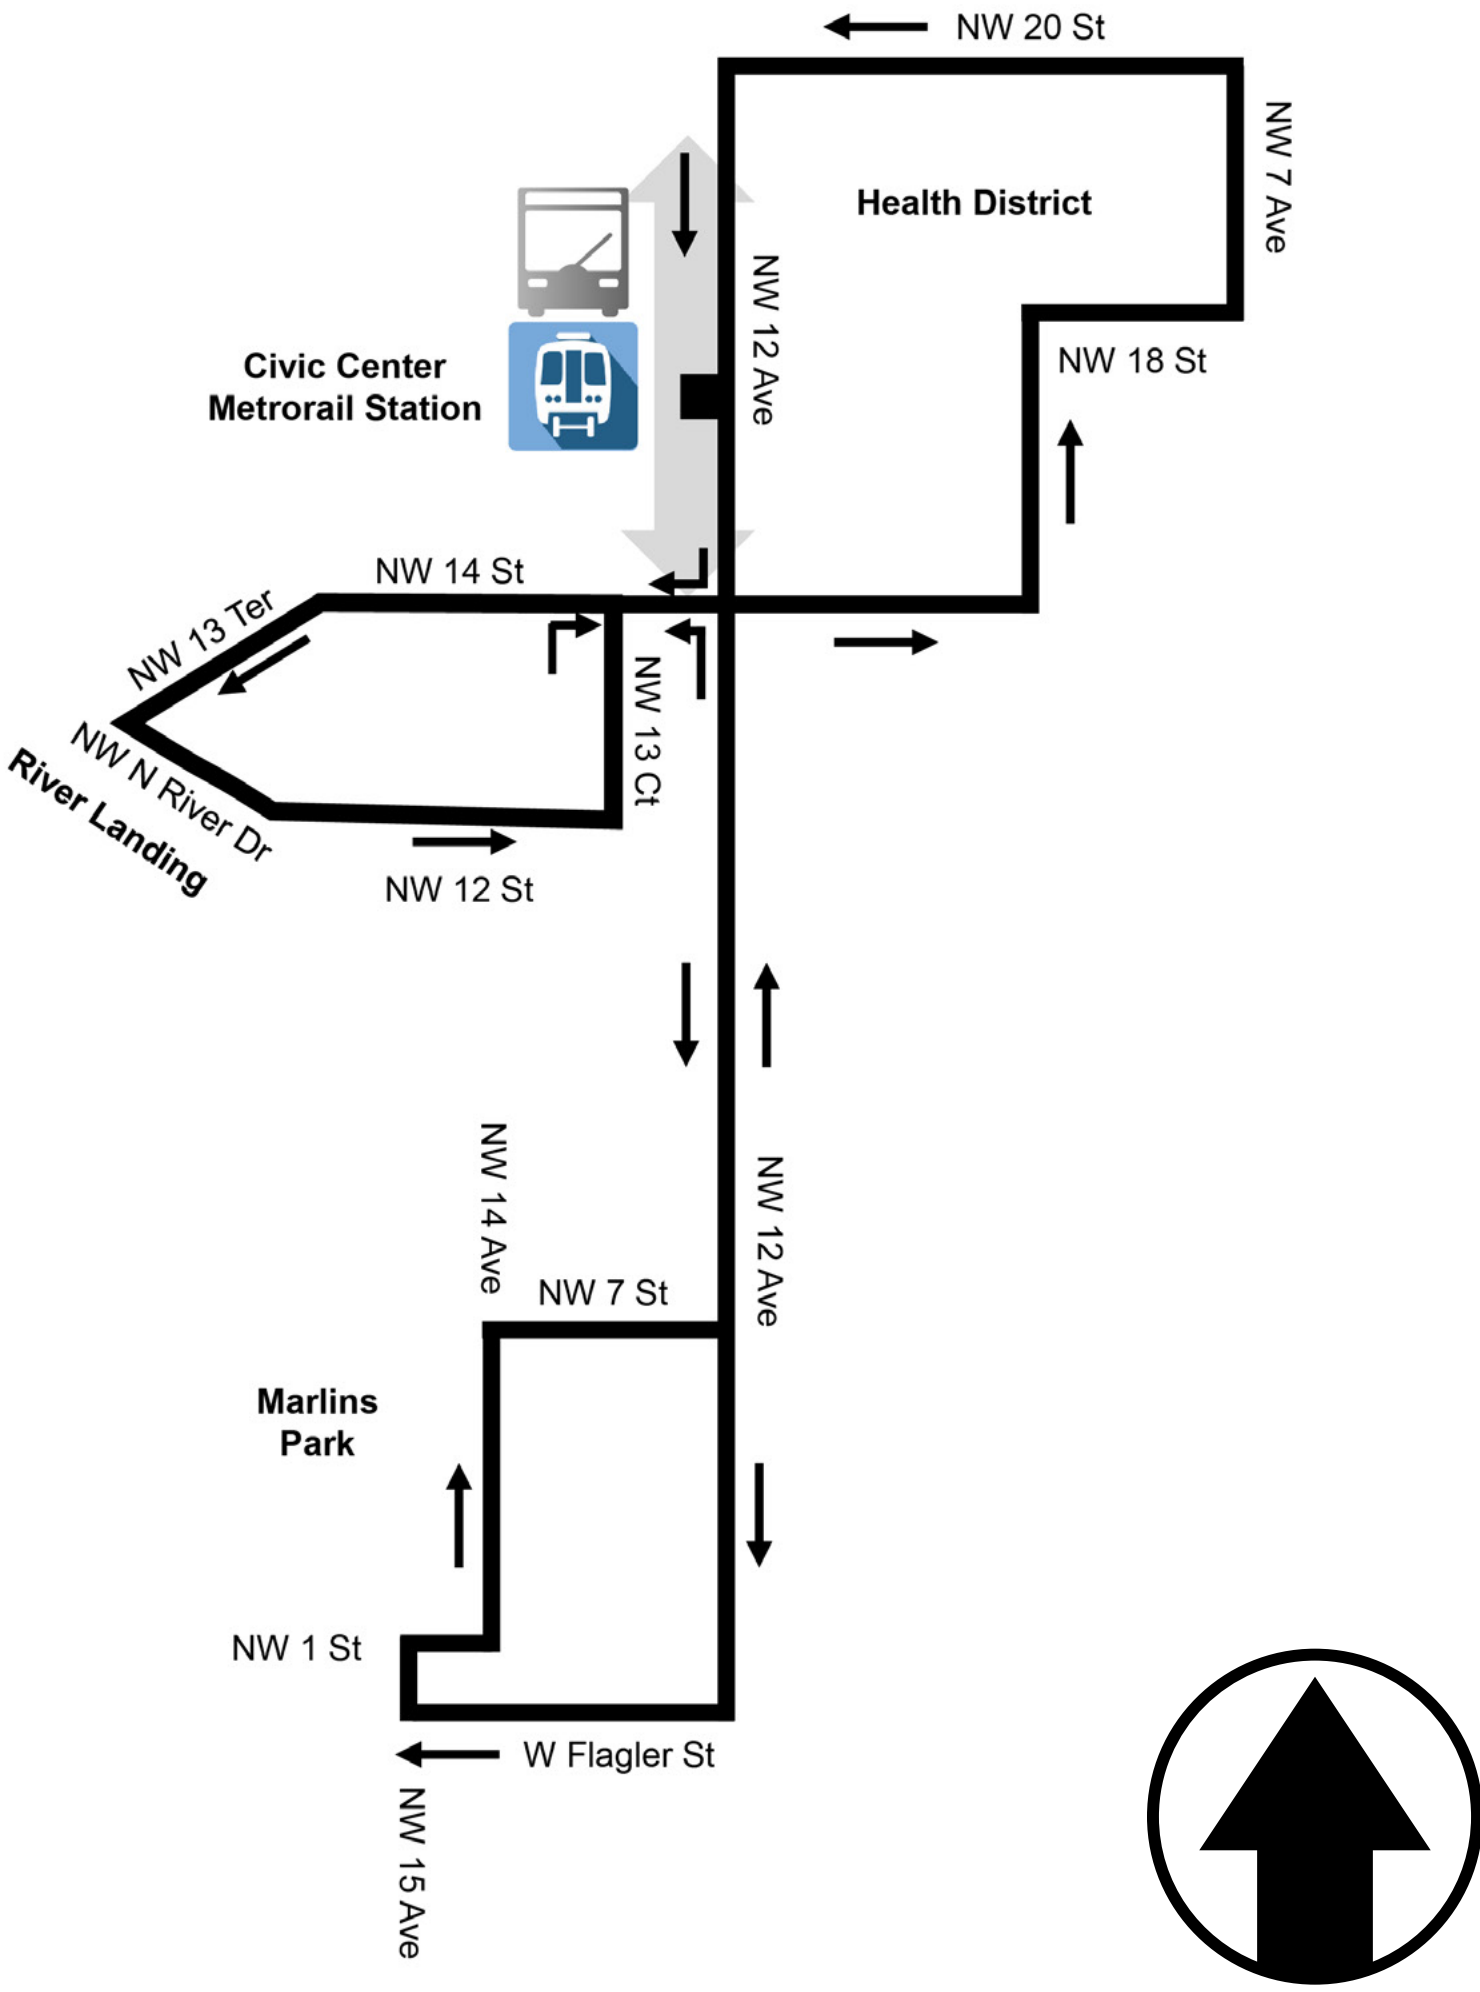 NW 20 St
NW 7 Ave
Health District
NW 12 Ave
Civic Center
Metrorail Station
NW 18 St
NW 14 St
NW 13 Ter
NW 13 Ct
NW N River Dr
River Landing
NW 12 St
NW 14 Ave
NW 12 Ave
NW 7 St
Marlins
Park
NW 1 St
W Flagler St
NW 15 Ave